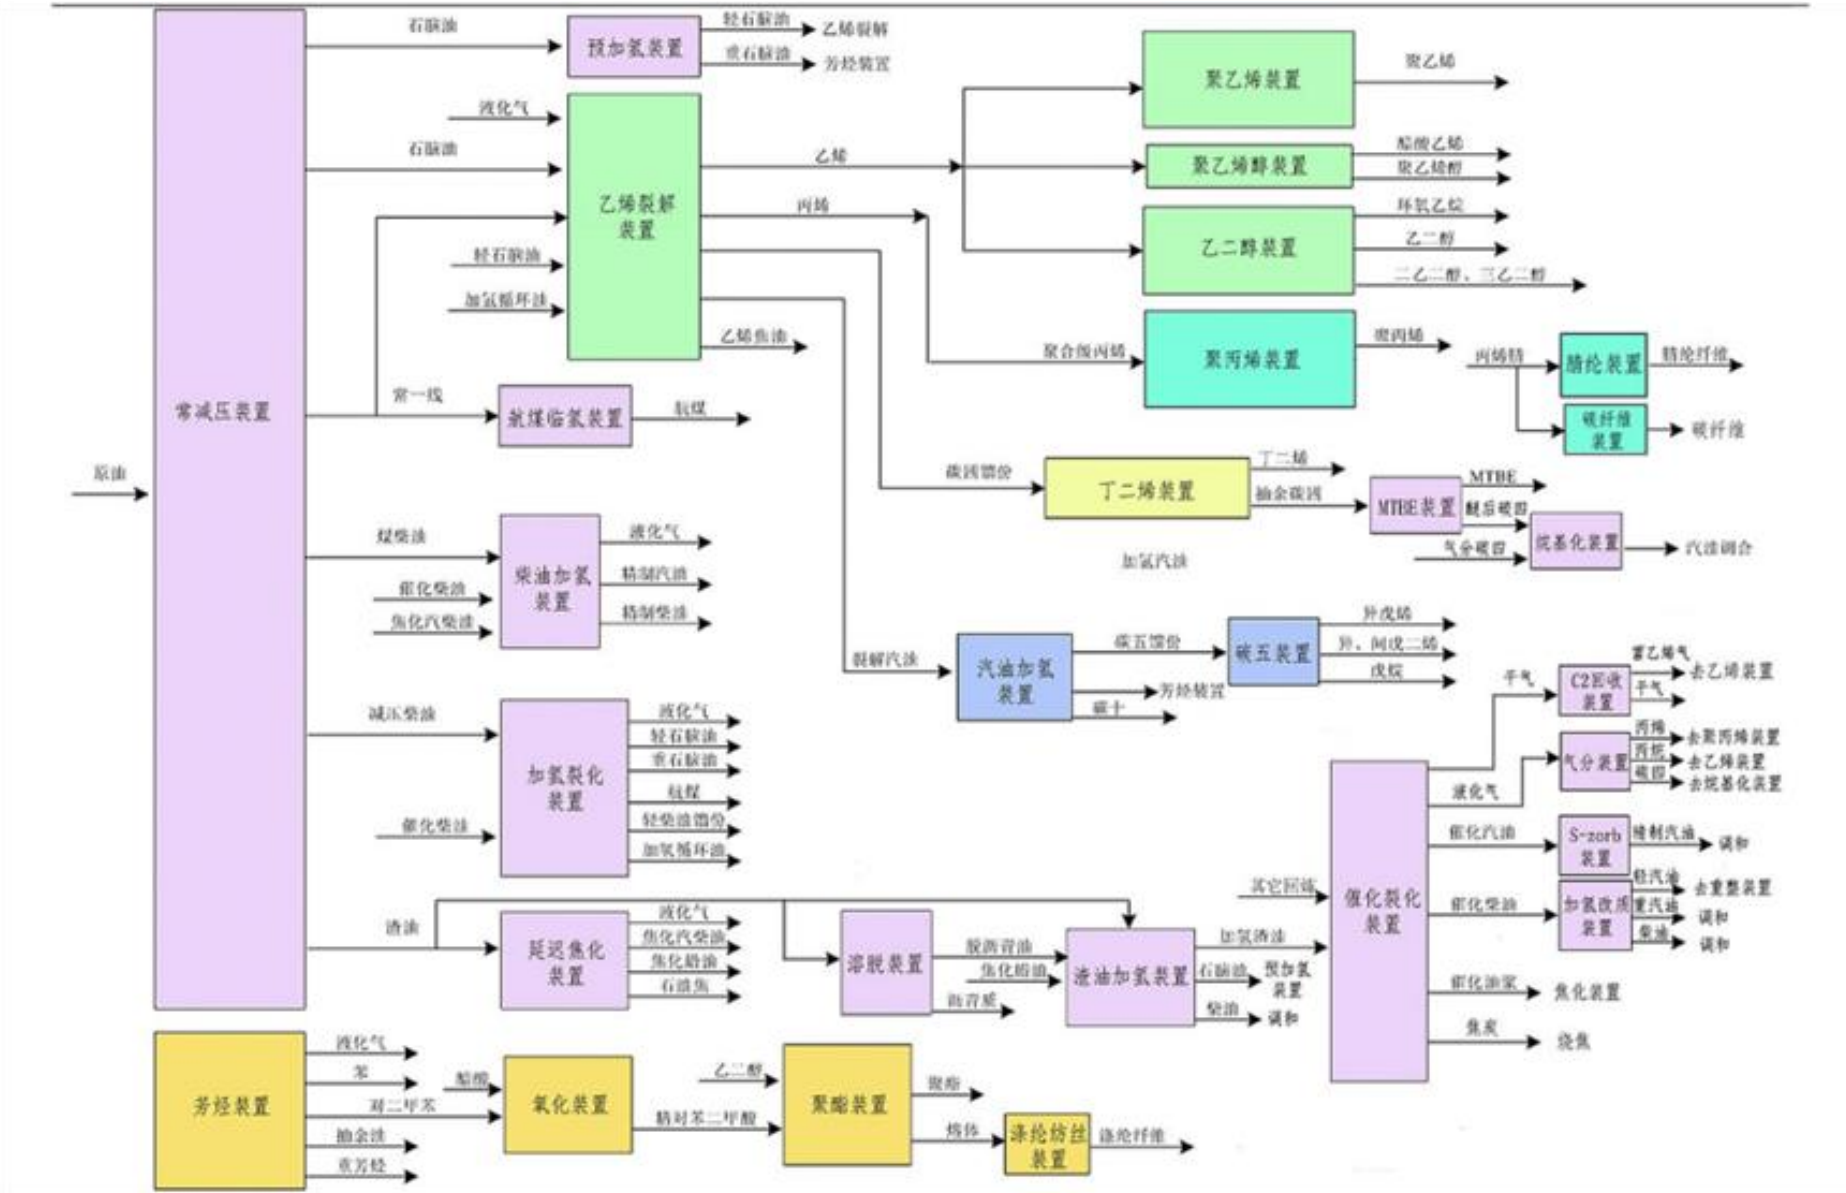 石脑油
预加氢装置
轻石脑油
乙烯裂解
重石脑油
芳烃装置
液化气
石脑油
轻石脑油
加氢循环油
乙烯裂解
装置
乙烯
丙烯
乙烯焦油
聚乙烯装置
聚乙烯
聚乙烯醇装置
醋酸乙烯
聚乙烯醇
乙二醇装置
环氧乙烷
乙二醇
二乙二醇、三乙二醇
聚合级丙烯
聚丙烯装置
聚丙烯
丙烯腈
腈纶装置
碳纤维
装置
碳纤维
原油
常减压装置
常一线
航煤临氢装置
航煤
碳四馏份
丁二烯装置
丁二烯
抽余碳四
MTBE装置
MTBE
醚后碳四
气分碳四
烷基化装置
汽油调合
加氢汽油
煤柴油
催化柴油
焦化汽柴油
柴油加氢
装置
液化气
精制汽油
精制柴油
裂解汽油
汽油加氢
装置
碳五馏份
芳烃装置
碳十
碳五装置
异戊烯
异、间戊二烯
戊烷
减压柴油
催化柴油
加氢裂化
装置
液化气
轻石脑油
重石脑油
航煤
轻柴油馏份
加氢循环油
渣油
延迟焦化
装置
液化气
焦化汽柴油
焦化蜡油
石油焦
溶脱装置
脱沥青油
焦化蜡油
沥青质
渣油加氢装置
加氢渣油
石脑油
预加氢
装置
柴油
调和
其它回炼
催化裂化
装置
干气
C2回收
装置
富乙烯气
去乙烯装置
干气
液化气
气分装置
丙烯
去聚丙烯装置
丙烷
去乙烯装置
碳四
去烷基化装置
催化汽油
S-zorb
装置
精制汽油
调和
催化柴油
加氢改质
装置
轻汽油
去重整装置
重汽油
调和
柴油
调和
催化油浆
焦化装置
焦炭
烧焦
芳烃装置
液化气
苯
对二甲苯
抽余油
重芳烃
醋酸
氧化装置
精对苯二甲酸
乙二醇
聚酯装置
聚酯
熔体
涤纶纺丝
装置
涤纶纤维